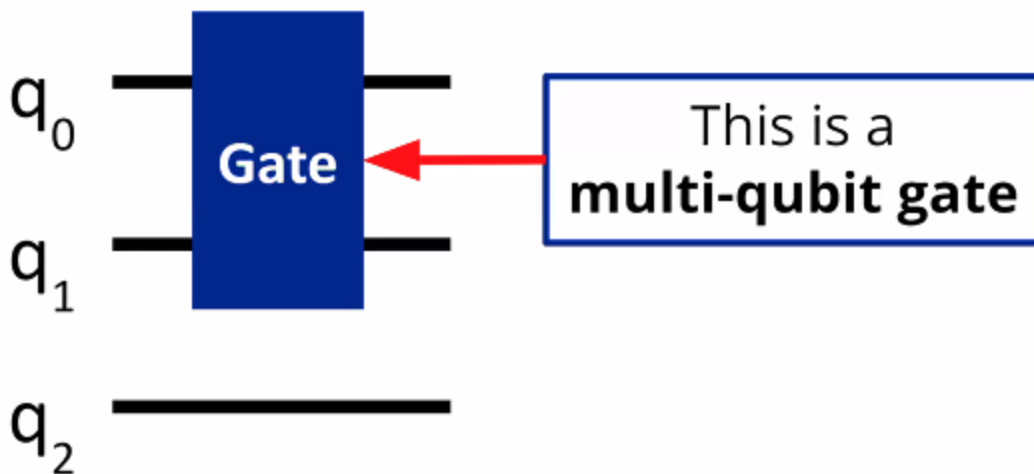 q₀
Gate
This is a
multi-qubit gate
q₁
q₂